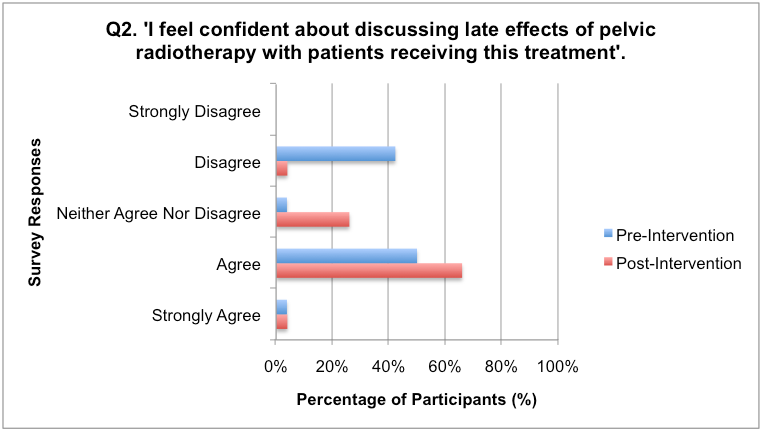 Q2. 'I feel confident about discussing late effects of pelvic
radiotherapy with patients receiving this treatment'.
Survey Responses
Strongly Disagree
Disagree
Neither Agree Nor Disagree
Agree
Strongly Agree
Pre-Intervention
Post-Intervention
0% 20% 40% 60% 80% 100%
Percentage of Participants (%)